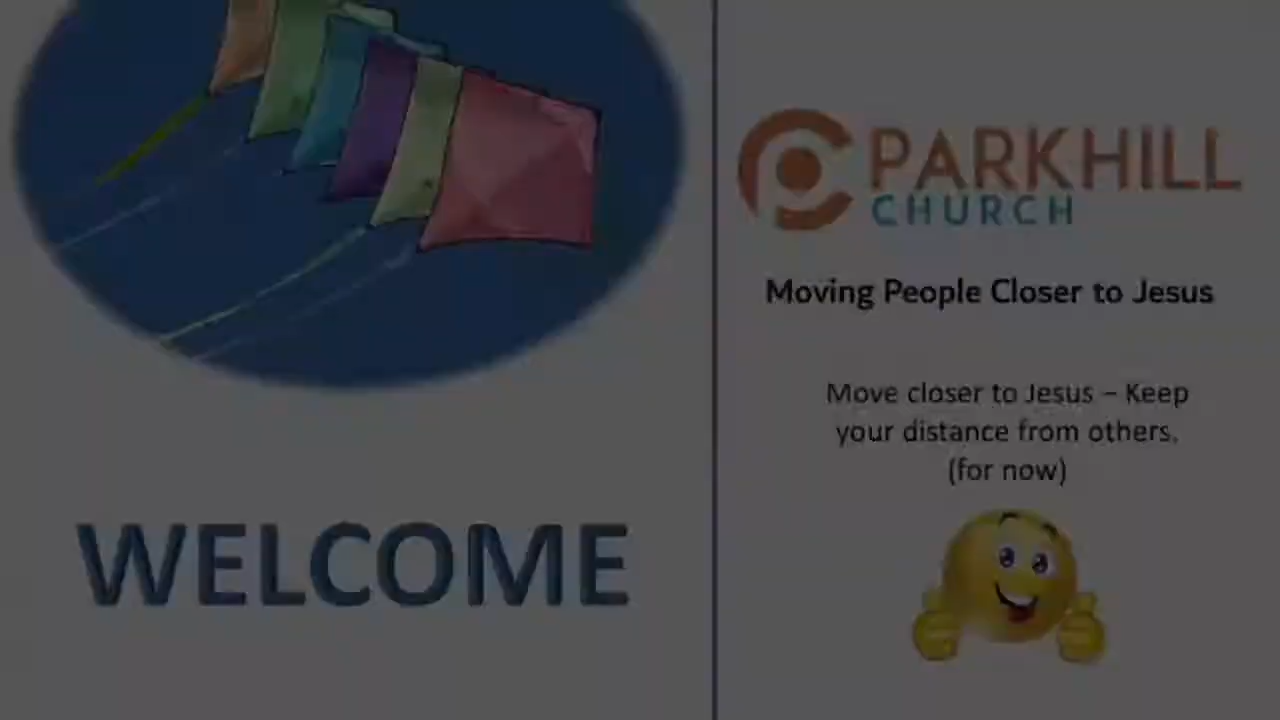 WELCOME
PARKHILL
CHURCH
Moving People Closer to Jesus
Move closer to Jesus – Keep
your distance from others.
(for now)